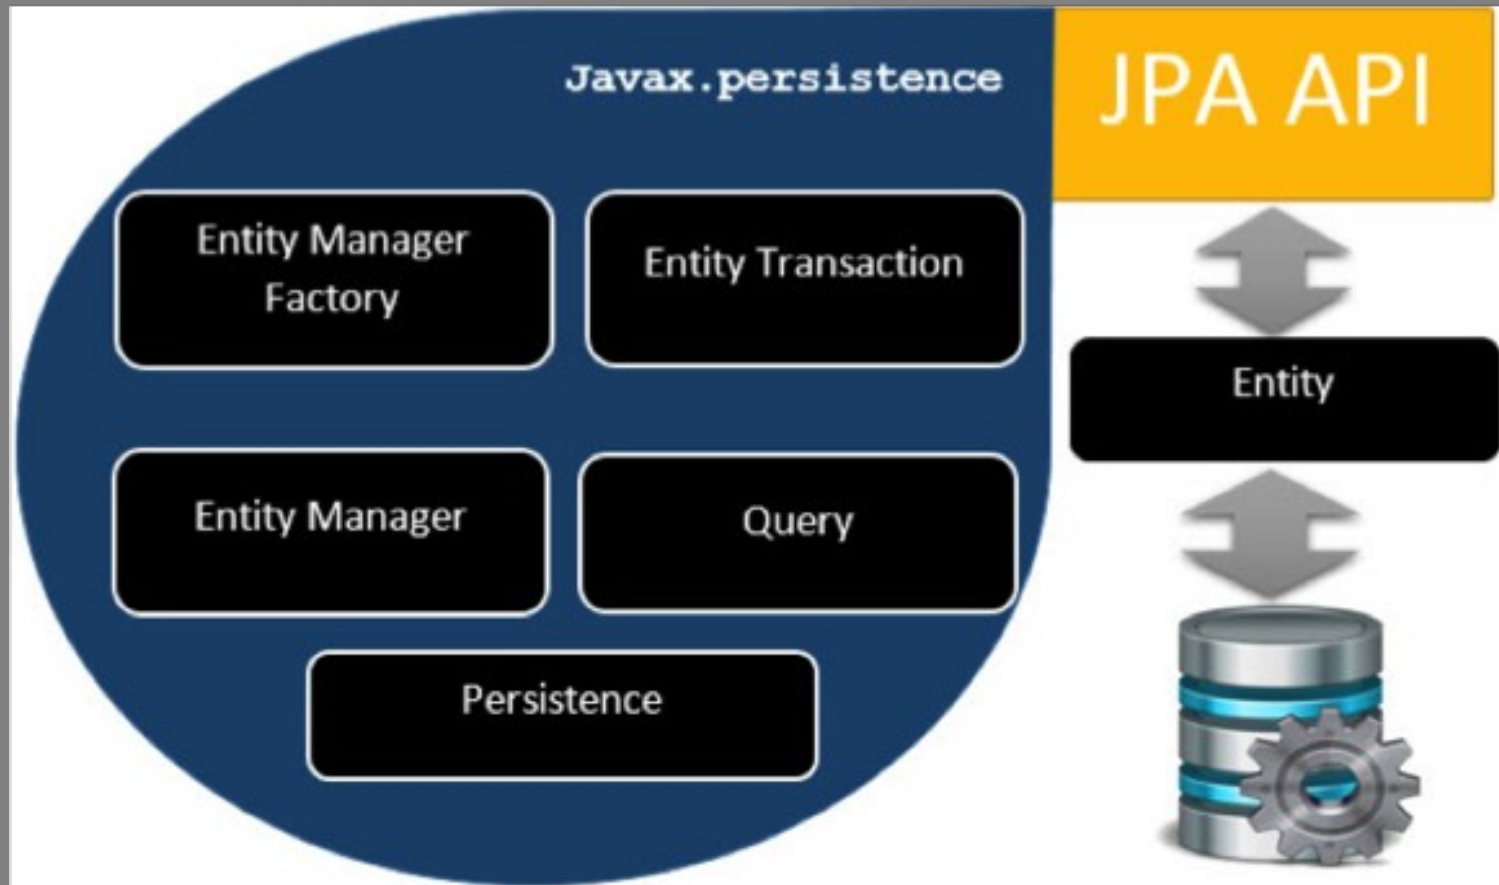 Javax.persistence
JPA API
Entity Manager
Factory
Entity Transaction
Entity
Entity Manager
Query
Persistence